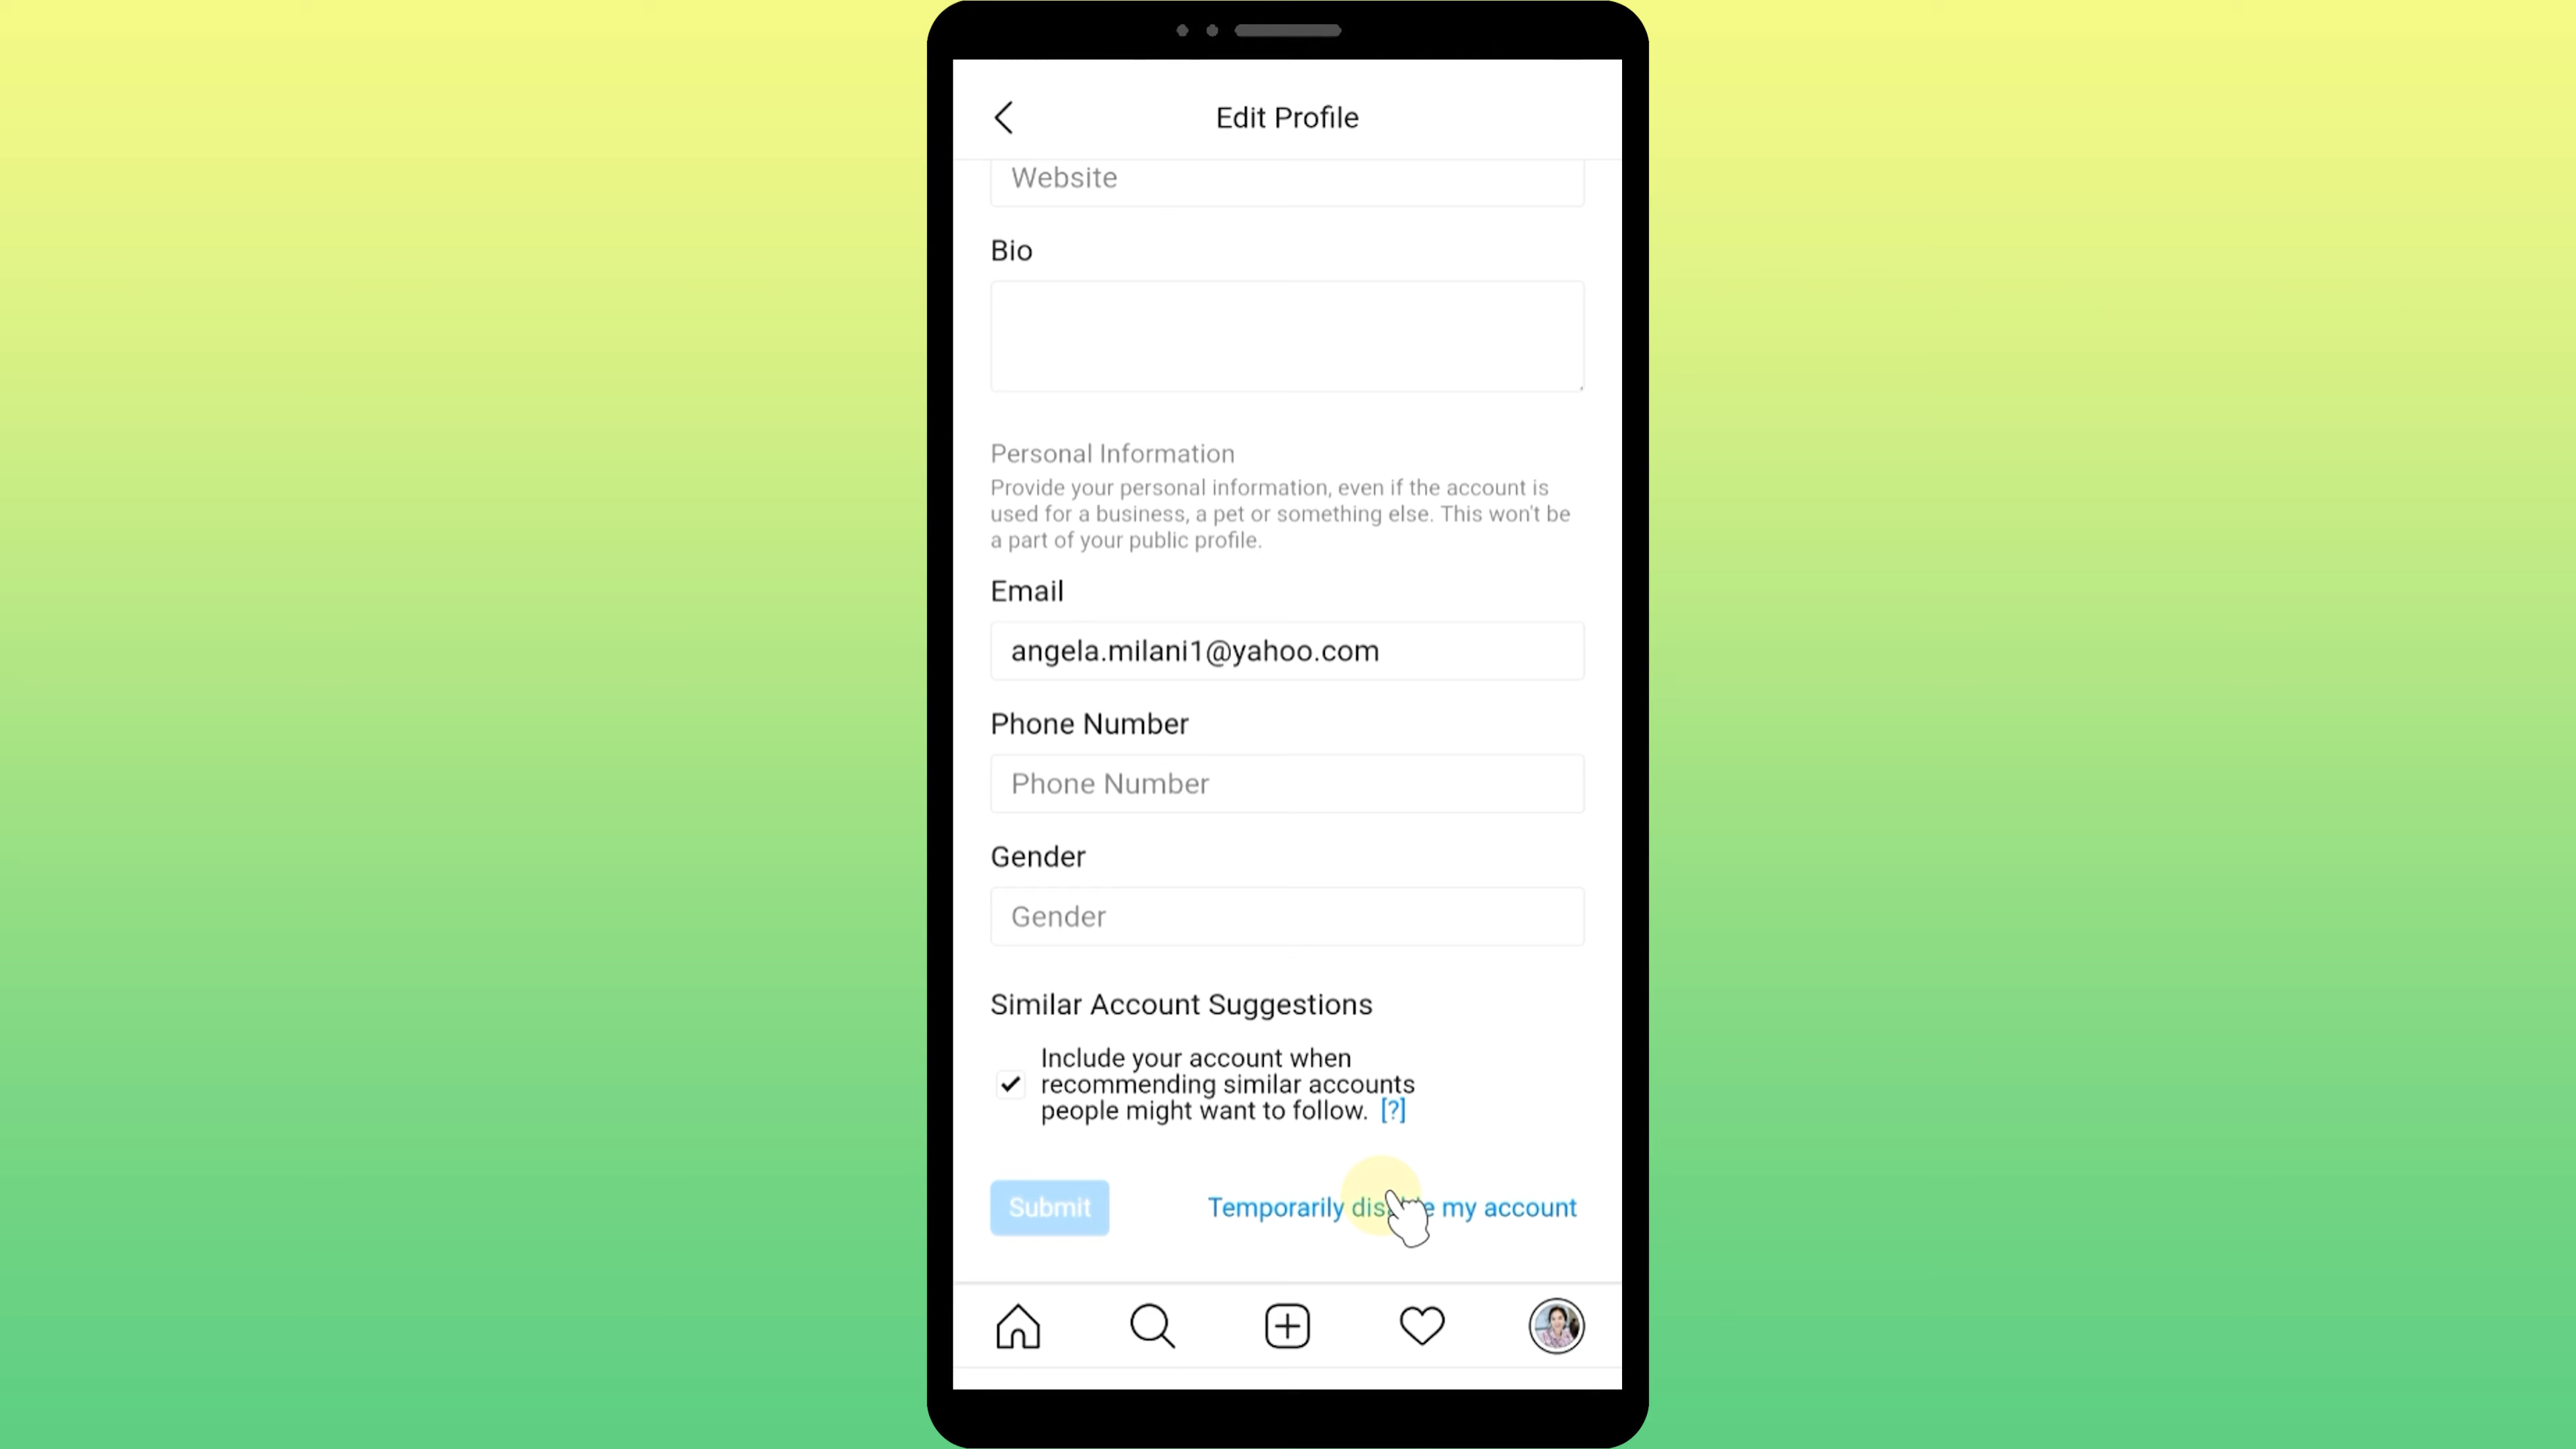 Edit Profile
Website
Bio
Personal Information
Provide your personal information, even if the account is
used for a business, a pet or something else. This won't be
a part of your public profile.
Email
angela.milani1@yahoo.com
Phone Number
Phone Number
Gender
Gender
Similar Account Suggestions
Include your account when
recommending similar accounts
people might want to follow. [?]
Submit
Temporarily my account